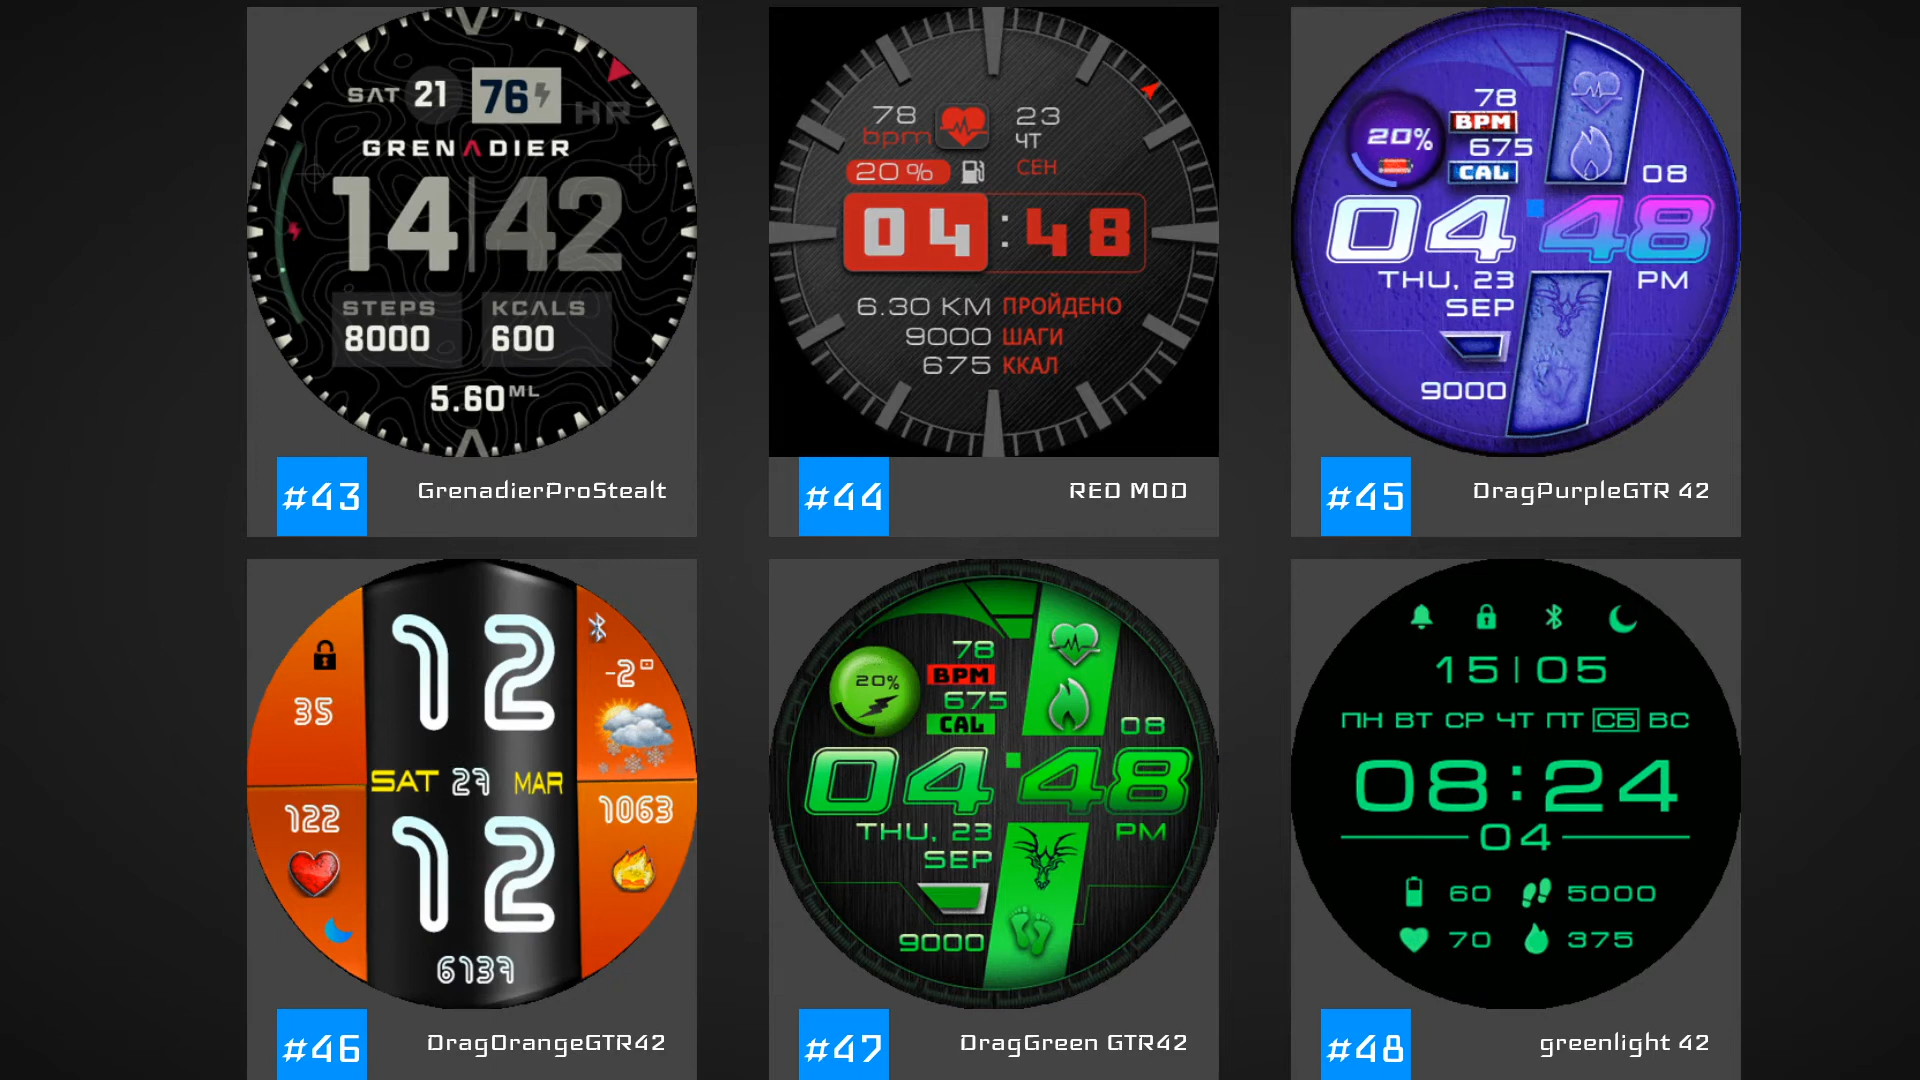 SAT 21 76
HR
GRENADIER
14 42
STEPS KCALS
8000 600
5.60 ML
#43 GrenadierProStealt
78 23
bpm ЧТ
20 % СЕН
04:48
6.30 KM ПРОЙДЕНО
9000 ШАГИ
675 ККАЛ
#44 RED MOD
78
BPM
20% 675
CAL 08
04:48
THU, 23 PM
SEP
9000
#45 DragPurpleGTR 42
12
35 -2°
SAT 27 MAR
122 1063
12
6137
#46 DragOrangeGTR42
78
BPM
20% 675
CAL 08
04:48
THU, 23 PM
SEP
9000
#47 DragGreen GTR42
15|05
ПН ВТ СР ЧТ ПТ СБ ВС
08:24
04
60 5000
70 375
#48 greenlight 42